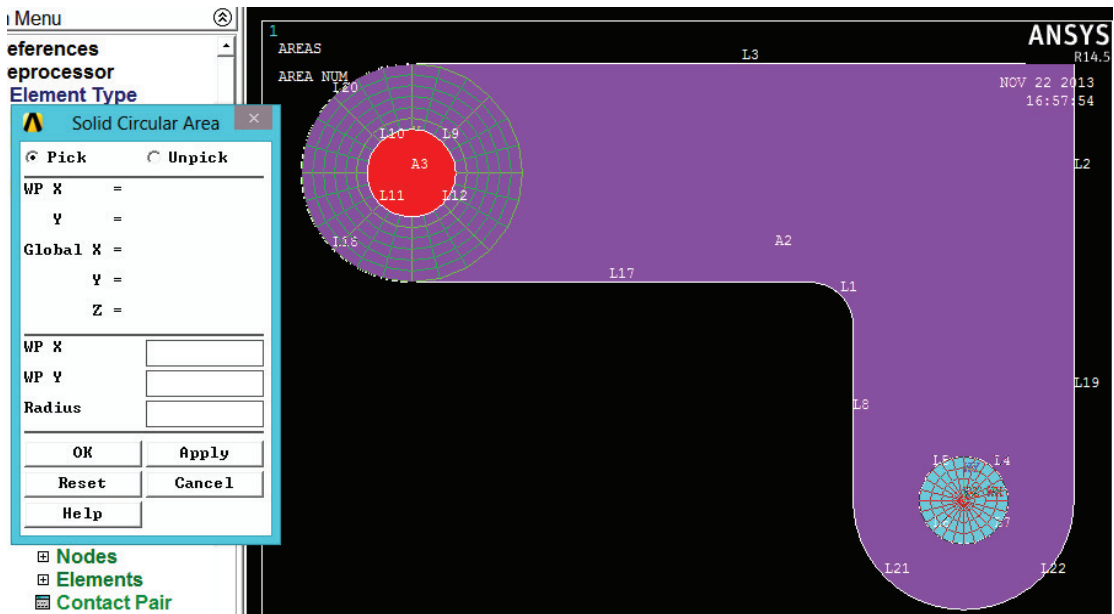 Menu
eferences
eprocessor
Element Type
Solid Circular Area
Pick
Unpick
WP X =
Y =
Global X =
Y =
Z =
WP X
WP Y
Radius
OK
Apply
Reset
Cancel
Help
Nodes
Elements
Contact Pair
1
AREAS
AREA NUM
ANSYS
R14.5
NOV 22 2013
16:57:54
L3
L20
L10
L9
A3
L11
L12
L2
L16
A2
L17
L1
L8
L19
L5
L4
L6
L21
L22